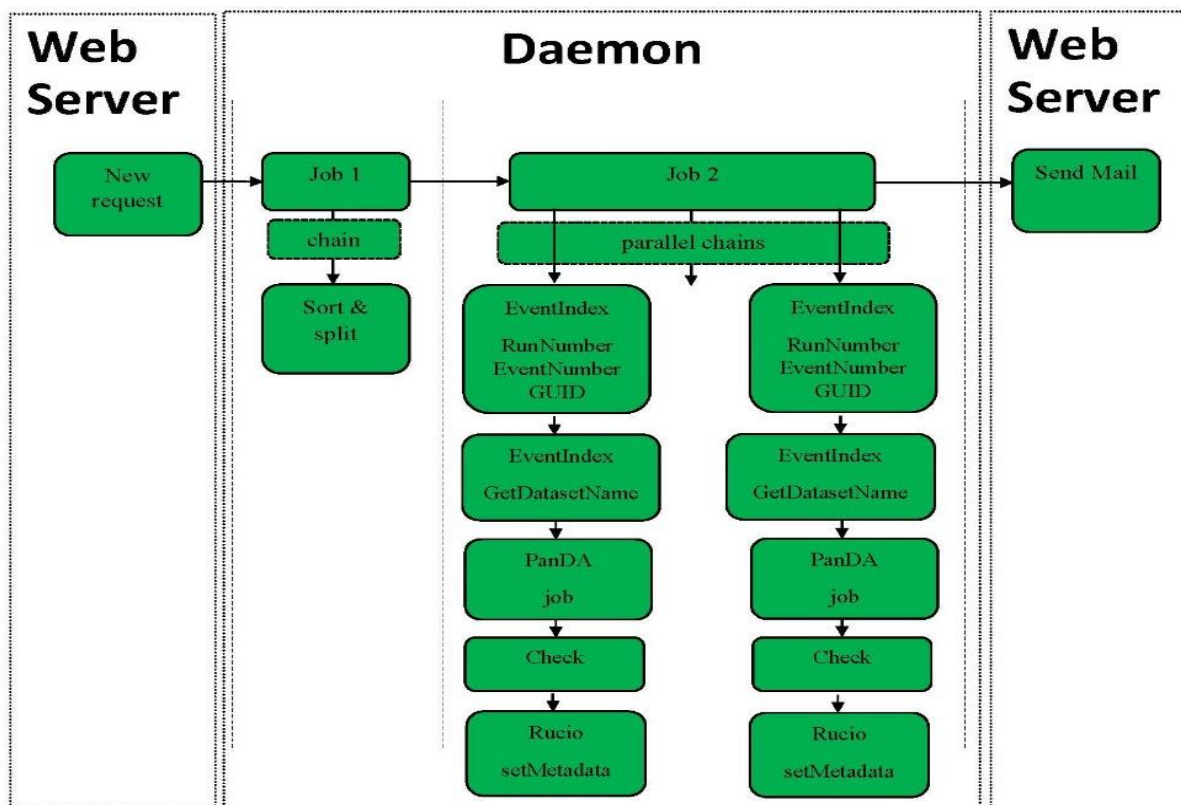 Web
Server
Daemon
Web
Server
New
request
Job 1
Job 2
Send Mail
chain
parallel chains
Sort &
split
EventIndex
RunNumber
EventNumber
GUID
EventIndex
GetDatasetName
PanDA
job
Check
Rucio
setMetadata
EventIndex
RunNumber
EventNumber
GUID
EventIndex
GetDatasetName
PanDA
job
Check
Rucio
setMetadata